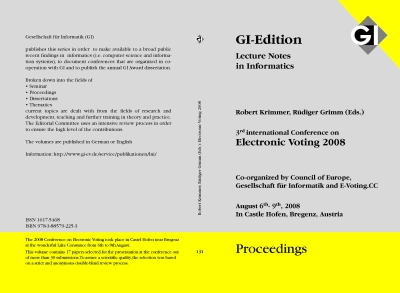 Gesellschaft für Informatik (GI)
publishes this series in order to make available to a broad public
recent findings in informatics (i.e. computer science and informa-
tion systems), to document conferences that are organized in co-
operation with GI and to publish the annual GI Award dissertation.
Broken down into the fields of
• Seminar
• Proceedings
• Dissertations
• Thematics
current topics are dealt with from the fields of research and
development, teaching and further training in theory and practice.
The Editorial Committee uses an intensive review process in order
to ensure the high level of the contributions.
The volumes are published in German or English
Information: http://www.gi-ev.de/service/publikationen/lni/
ISSN 1617-5468
ISBN 978-3-88579-225-3
The 2008 Conference on Electronic Voting took place in Castel Hofen near Bregenz
at the wonderful Lake Constance from 6th to 9th August.
This volume contains 17 papers selected for the presentation at the conference out
of more than 30 submissions. To assure a scientific quality, the selection was based
on a strict and anonymous double-blind review process.
Robert Krimmer, Rüdiger Grimm (Eds.): Electronic Voting 2008
131
GI
GI-Edition
Lecture Notes
in Informatics
Robert Krimmer, Rüdiger Grimm (Eds.)
3rd international Conference on
Electronic Voting 2008
Co-organized by Council of Europe,
Gesellschaft für Informatik and E-Voting.CC
August 6th- 9th, 2008
In Castle Hofen, Bregenz, Austria
Proceedings